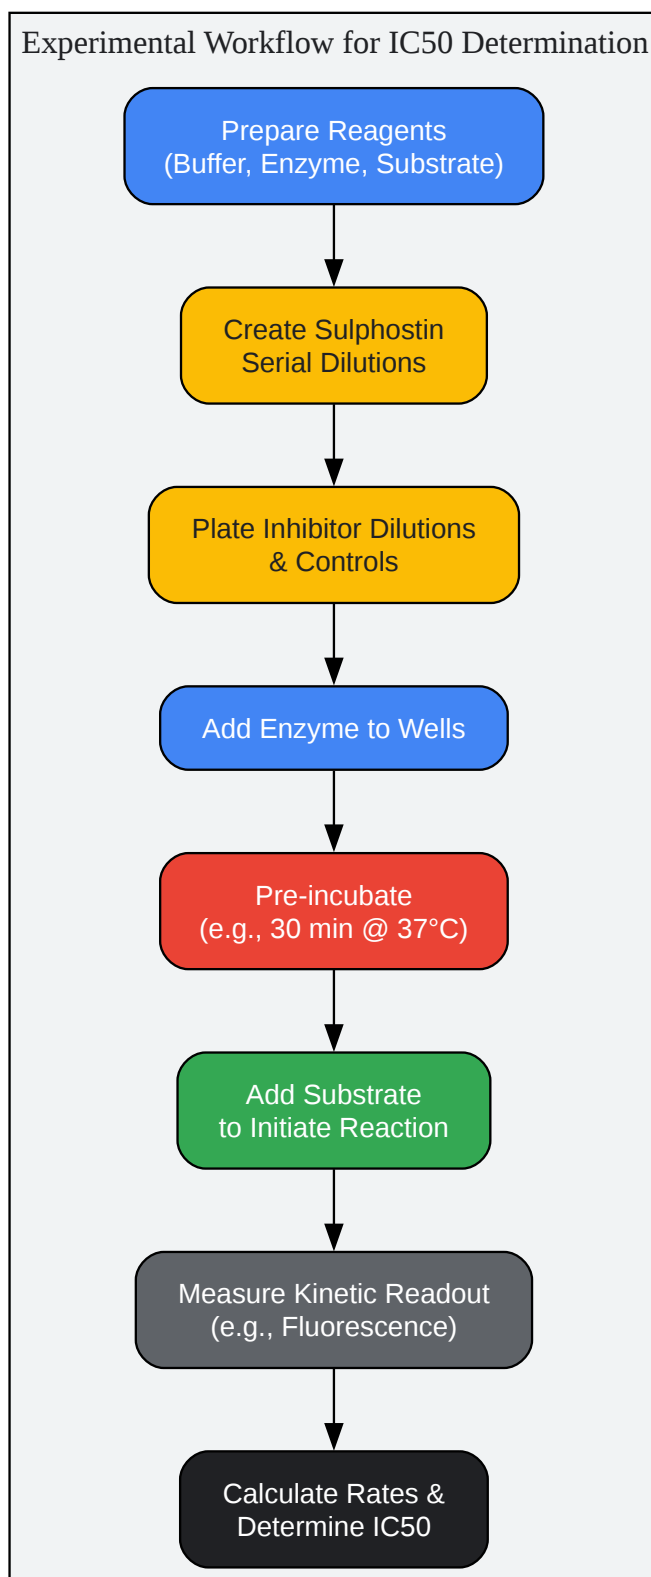 Experimental Workflow for IC50 Determination
Prepare Reagents
(Buffer, Enzyme, Substrate)
Create Sulphostin
Serial Dilutions
Plate Inhibitor Dilutions
& Controls
Add Enzyme to Wells
Pre-incubate
(e.g., 30 min @ 37°C)
Add Substrate
to Initiate Reaction
Measure Kinetic Readout
(e.g., Fluorescence)
Calculate Rates &
Determine IC50